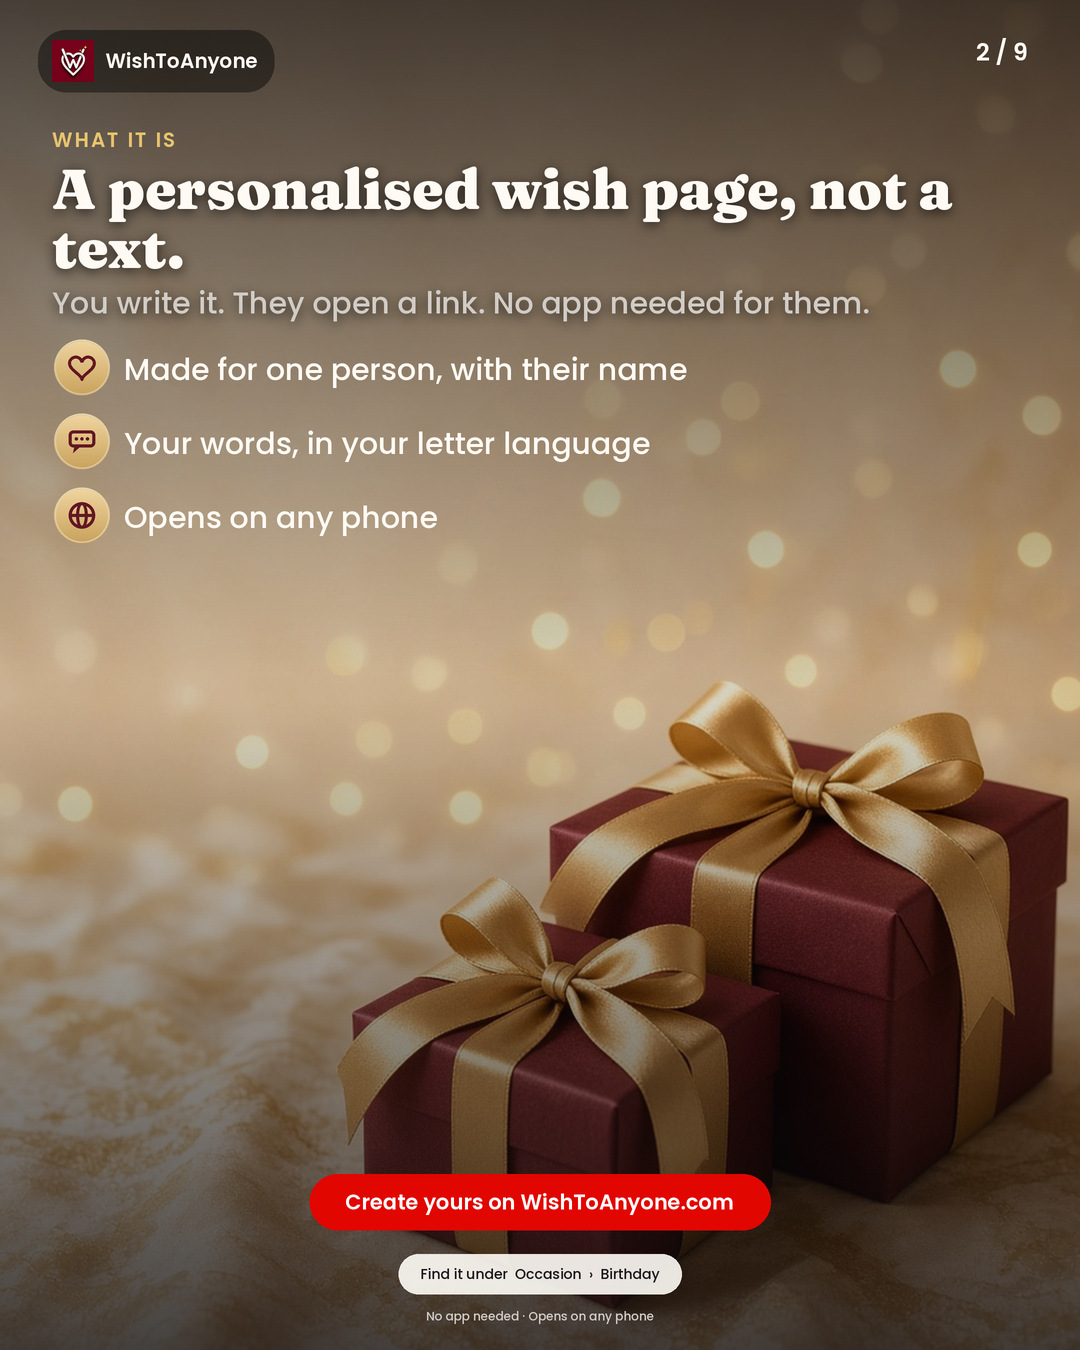 WishToAnyone
2 / 9
WHAT IT IS
A personalised wish page, not a
text.
You write it. They open a link. No app needed for them.
Made for one person, with their name
Your words, in your letter language
Opens on any phone
Create yours on WishToAnyone.com
Find it under Occasion › Birthday
No app needed · Opens on any phone